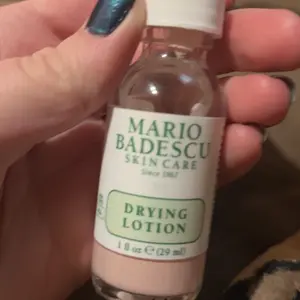 MARIO
BADESCU
SKIN CARE
Since 1967
DRYING
LOTION
1 fl oz ℮ (29 ml)